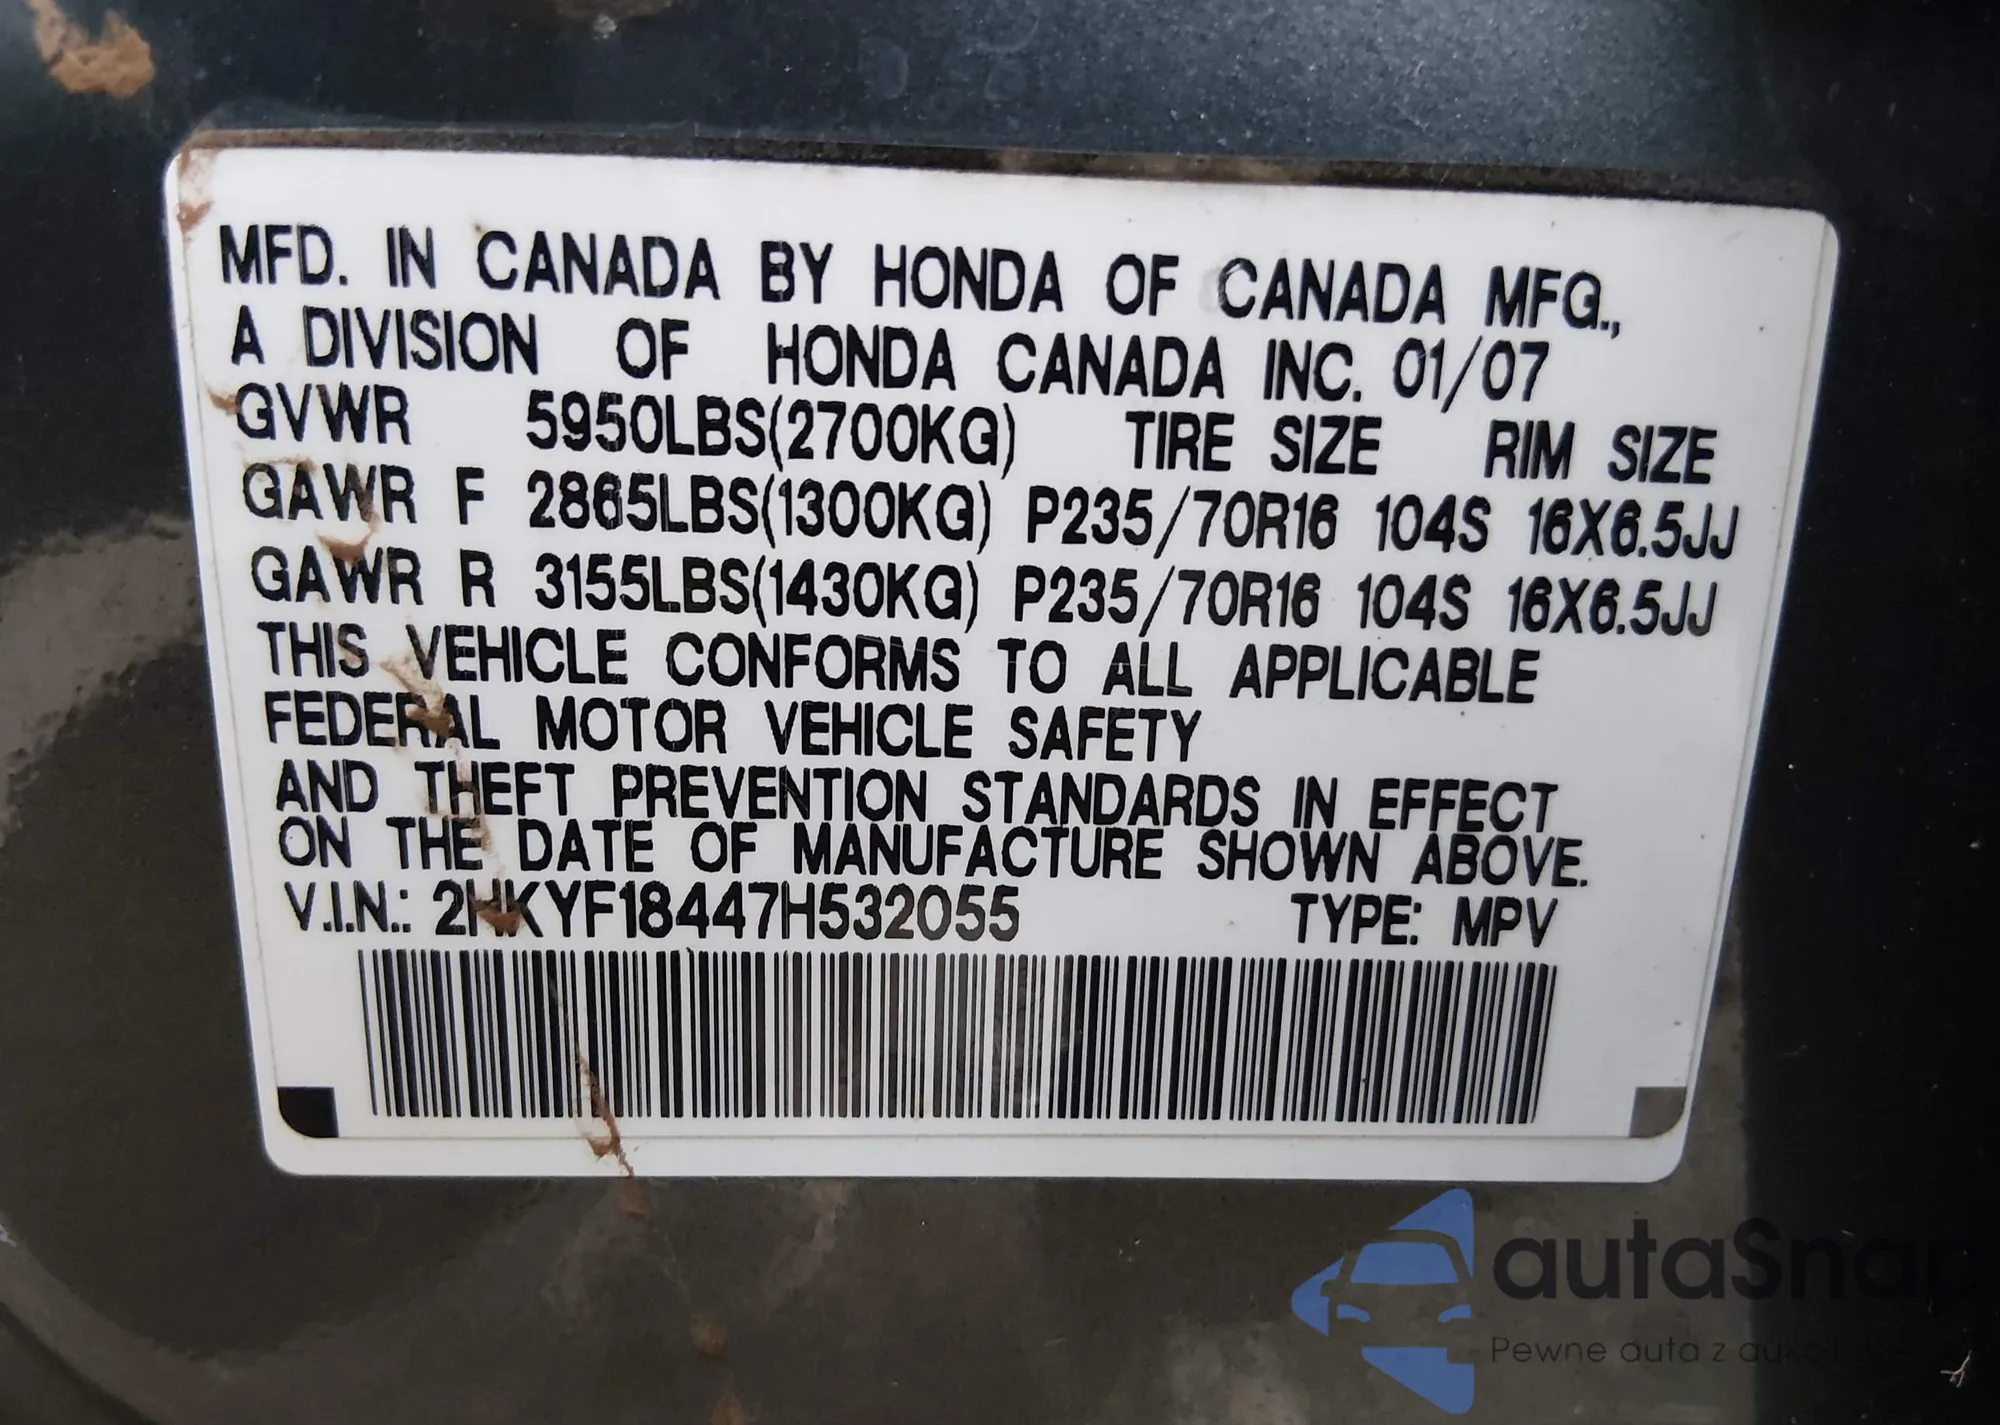 MFD. IN CANADA BY HONDA OF CANADA MFG.,
A DIVISION OF HONDA CANADA INC. 01/07
GVWR 5950LBS(2700KG) TIRE SIZE RIM SIZE
GAWR F 2865LBS(1300KG) P235/70R16 104S 16X6.5JJ
GAWR R 3155LBS(1430KG) P235/70R16 104S 16X6.5JJ
THIS VEHICLE CONFORMS TO ALL APPLICABLE
FEDERAL MOTOR VEHICLE SAFETY
AND THEFT PREVENTION STANDARDS IN EFFECT
ON THE DATE OF MANUFACTURE SHOWN ABOVE.
V.I.N.: 2HKYF18447H532055 TYPE: MPV
autaSnap
Pewne auta z